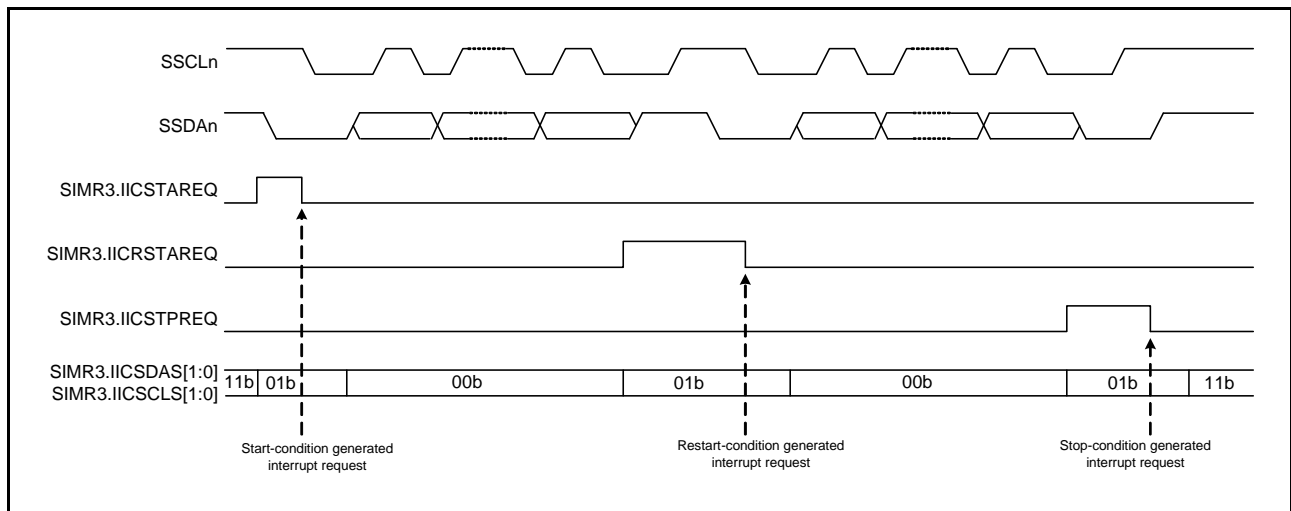 SSCLn
SSDAn
SIMR3.IICSTAREQ
SIMR3.IICRSTAREQ
SIMR3.IICSTPREQ
SIMR3.IICSDAS[1:0]
SIMR3.IICSCLS[1:0]
11b 01b 00b 01b 00b 01b 11b
Start-condition generated
interrupt request
Restart-condition generated
interrupt request
Stop-condition generated
interrupt request